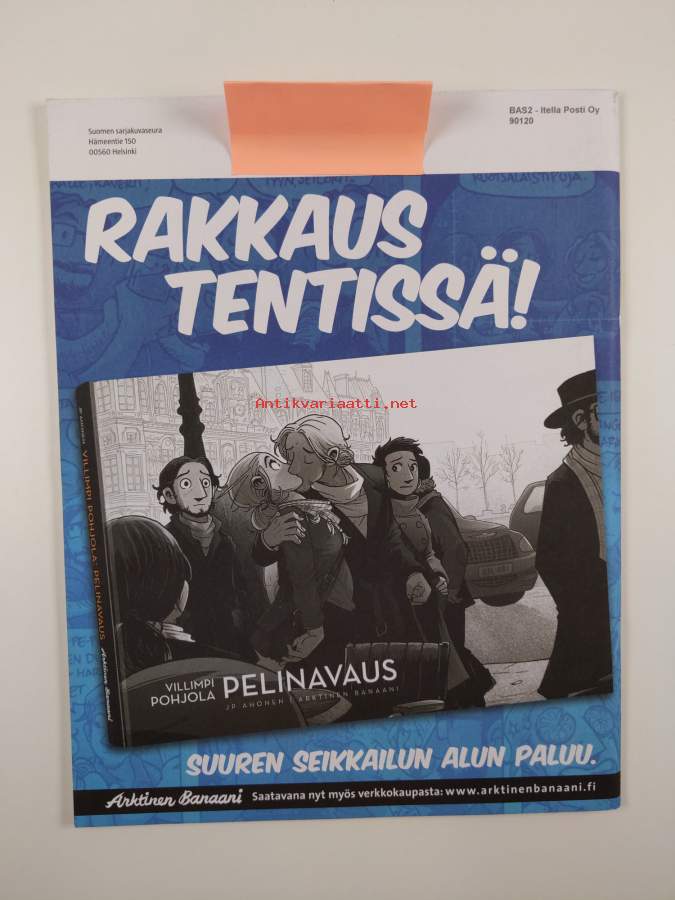 Suomen sarjakuvaseura
Hämeentie 150
00560 Helsinki
BAS2 - Itella Posti Oy
90120
RUOTSALAISTIPOJA.
RAKKAUS
TENTISSÄ!
Antikvariaatti.net
VILLIMPI POHJOLA: PELINAVAUS Arktinen Banaani
VILLIMPI
POHJOLA
PELINAVAUS
JP AHONEN | ARKTINEN BANAANI
SUUREN SEIKKAILUN ALUN PALUU.
Arktinen Banaani Saatavana nyt myös verkkokaupasta: www.arktinenbanaani.fi